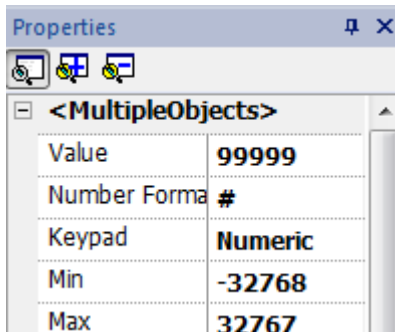 Properties
<MultipleObjects>
Value 99999
Number Forma #
Keypad Numeric
Min -32768
Max 32767